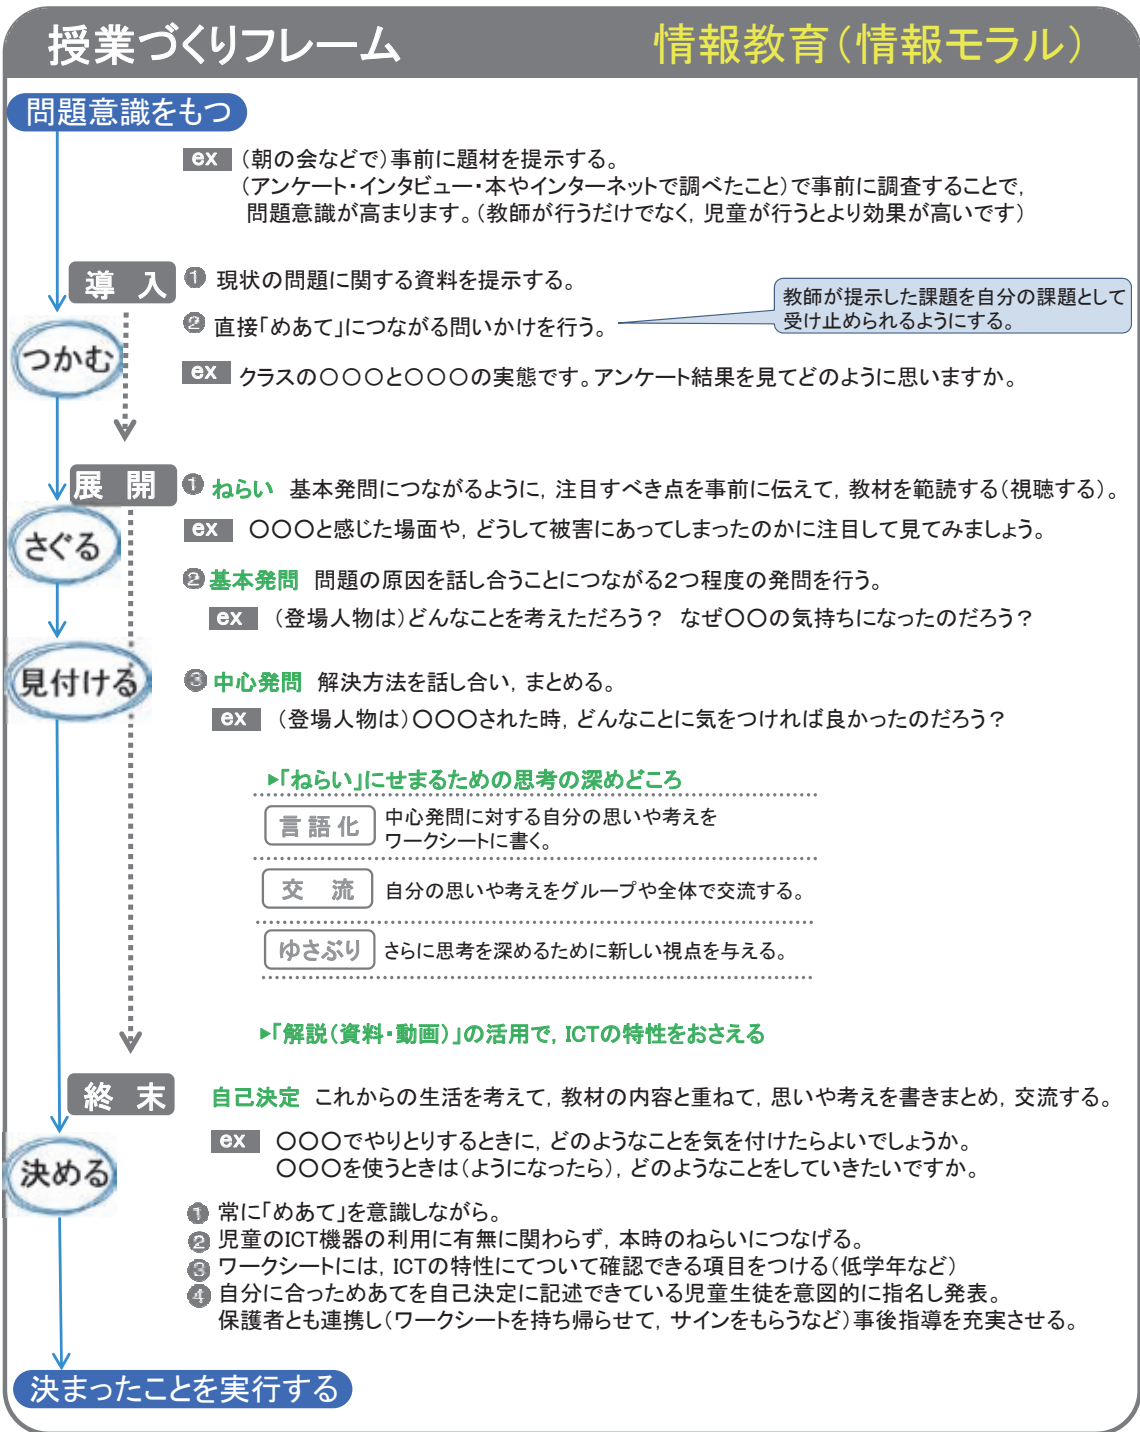 授業づくりフレーム
情報教育(情報モラル)
問題意識をもつ
ex (朝の会などで)事前に題材を提示する。
(アンケート・インタビュー・本やインターネットで調べたこと)で事前に調査することで,
問題意識が高まります。(教師が行うだけでなく, 児童が行うとより効果が高いです)
導 入
❶ 現状の問題に関する資料を提示する。
教師が提示した課題を自分の課題として
受け止められるようにする。
❷ 直接「めあて」につながる問いかけを行う。
つかむ
ex クラスの〇〇〇と〇〇〇の実態です。アンケート結果を見てどのように思いますか。
展 開
❶ ねらい 基本発問につながるように, 注目すべき点を事前に伝えて, 教材を範読する(視聴する)。
さぐる
ex 〇〇〇と感じた場面や, どうして被害にあってしまったのかに注目して見てみましょう。
❷ 基本発問 問題の原因を話し合うことにつながる2つ程度の発問を行う。
ex (登場人物は)どんなことを考えただろう? なぜ〇〇の気持ちになったのだろう?
見付ける
❸ 中心発問 解決方法を話し合い, まとめる。
ex (登場人物は)〇〇〇された時, どんなことに気をつければ良かったのだろう?
▶「ねらい」にせまるための思考の深めどころ
言語化 中心発問に対する自分の思いや考えを
ワークシートに書く。
交 流 自分の思いや考えをグループや全体で交流する。
ゆさぶり さらに思考を深めるために新しい視点を与える。
▶「解説(資料・動画)」の活用で, ICTの特性をおさえる
終 末
自己決定 これからの生活を考えて, 教材の内容と重ねて, 思いや考えを書きまとめ, 交流する。
決める
ex 〇〇〇でやりとりするときに, どのようなことを気を付けたらよいでしょうか。
〇〇〇を使うときは(ようになったら), どのようなことをしていきたいですか。
❶ 常に「めあて」を意識しながら。
❷ 児童のICT機器の利用に有無に関わらず, 本時のねらいにつなげる。
❸ ワークシートには, ICTの特性にてついて確認できる項目をつける(低学年など)
❹ 自分に合っためあてを自己決定に記述できている児童生徒を意図的に指名し発表。
保護者とも連携し(ワークシートを持ち帰らせて, サインをもらうなど)事後指導を充実させる。
決まったことを実行する